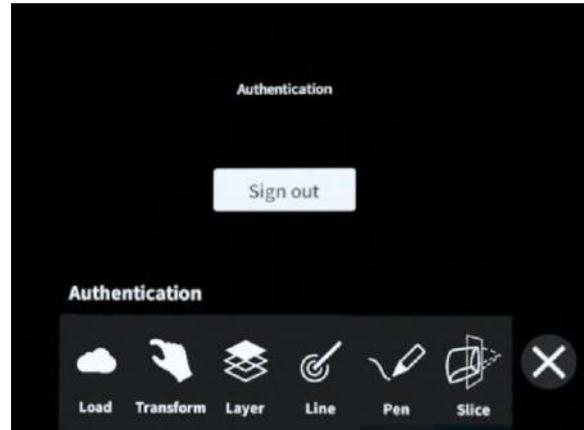 Authentication
Sign out
Authentication
Load Transform Layer Line Pen Slice